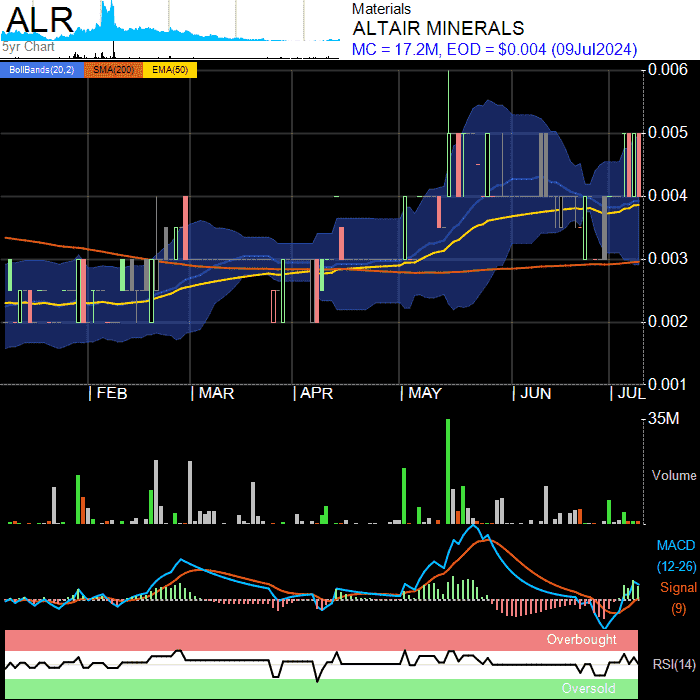 ALR
5yr Chart
Materials
ALTAIR MINERALS
MC = 17.2M, EOD = $0.004 (09Jul2024)
BollBands(20,2) SMA(200) EMA(50)
0.006
0.005
0.004
0.003
0.002
0.001
| FEB | MAR | APR | MAY | JUN | JUL
35M
Volume
MACD
(12-26)
Signal
(9)
Overbought
RSI(14)
Oversold